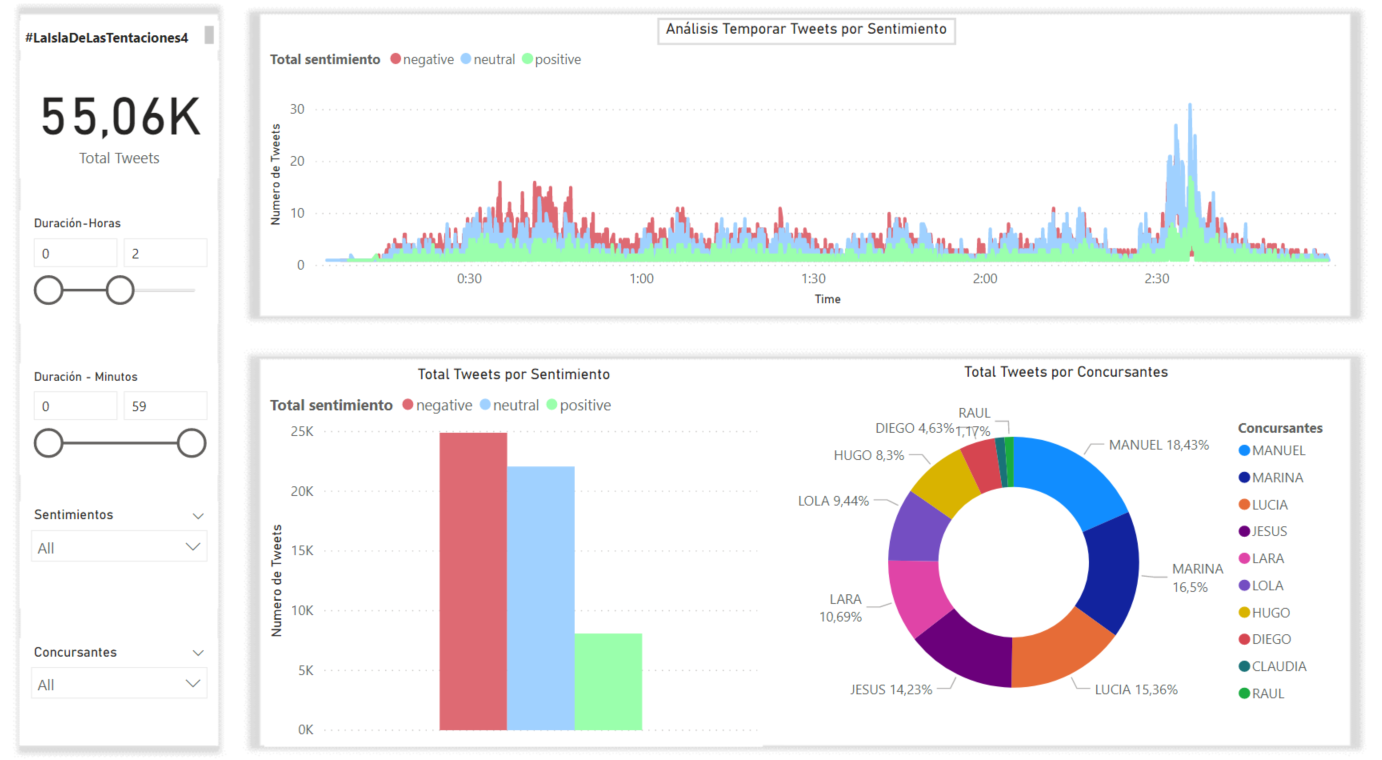 #LaIslaDeLasTentaciones4
55,06K
Total Tweets
Duración-Horas
0 2
Duración - Minutos
0 59
Sentimientos
All
Concursantes
All
Análisis Temporar Tweets por Sentimiento
Total sentimiento negative neutral positive
Numero de Tweets
30
20
10
0
0:30 1:00 1:30 2:00 2:30
Time
Total Tweets por Sentimiento
Total sentimiento negative neutral positive
Numero de Tweets
25K
20K
15K
10K
5K
0K
Total Tweets por Concursantes
RAUL
1,17%
DIEGO 4,63%
HUGO 8,3%
LOLA 9,44%
LARA
10,69%
JESUS 14,23%
MANUEL 18,43%
MARINA
16,5%
LUCIA 15,36%
Concursantes
MANUEL
MARINA
LUCIA
JESUS
LARA
LOLA
HUGO
DIEGO
CLAUDIA
RAUL